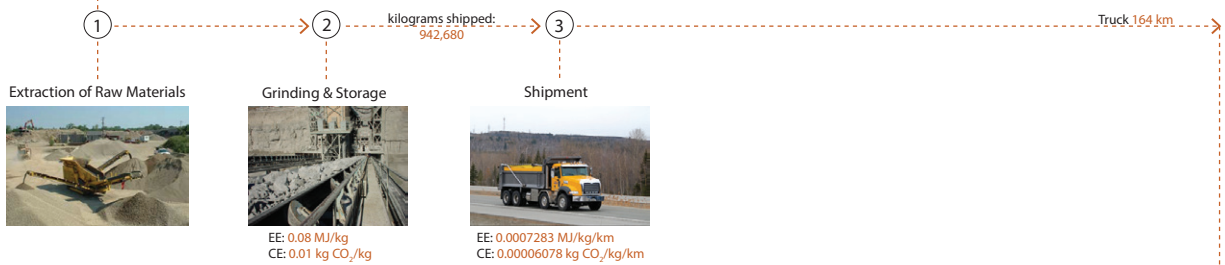 1
2
kilograms shipped:
942,680
3
Truck 164 km
Extraction of Raw Materials
Grinding & Storage
Shipment
EE: 0.08 MJ/kg
CE: 0.01 kg CO₂/kg
EE: 0.0007283 MJ/kg/km
CE: 0.00006078 kg CO₂/kg/km